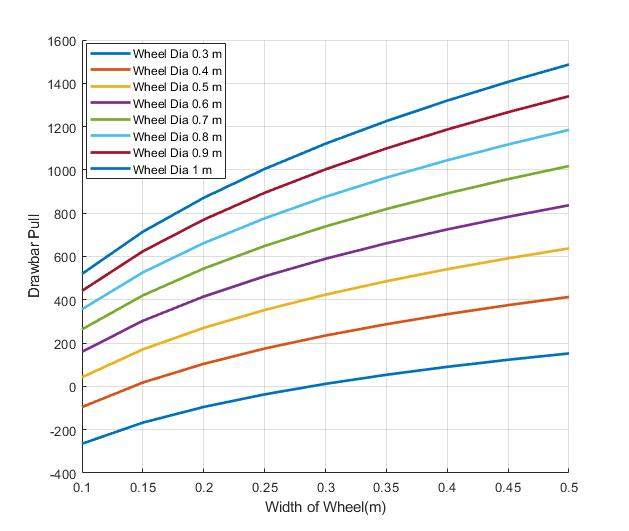 1600
1400
1200
1000
800
600
400
200
0
-200
-400
Drawbar Pull
Wheel Dia 0.3 m
Wheel Dia 0.4 m
Wheel Dia 0.5 m
Wheel Dia 0.6 m
Wheel Dia 0.7 m
Wheel Dia 0.8 m
Wheel Dia 0.9 m
Wheel Dia 1 m
0.1 0.15 0.2 0.25 0.3 0.35 0.4 0.45 0.5
Width of Wheel(m)